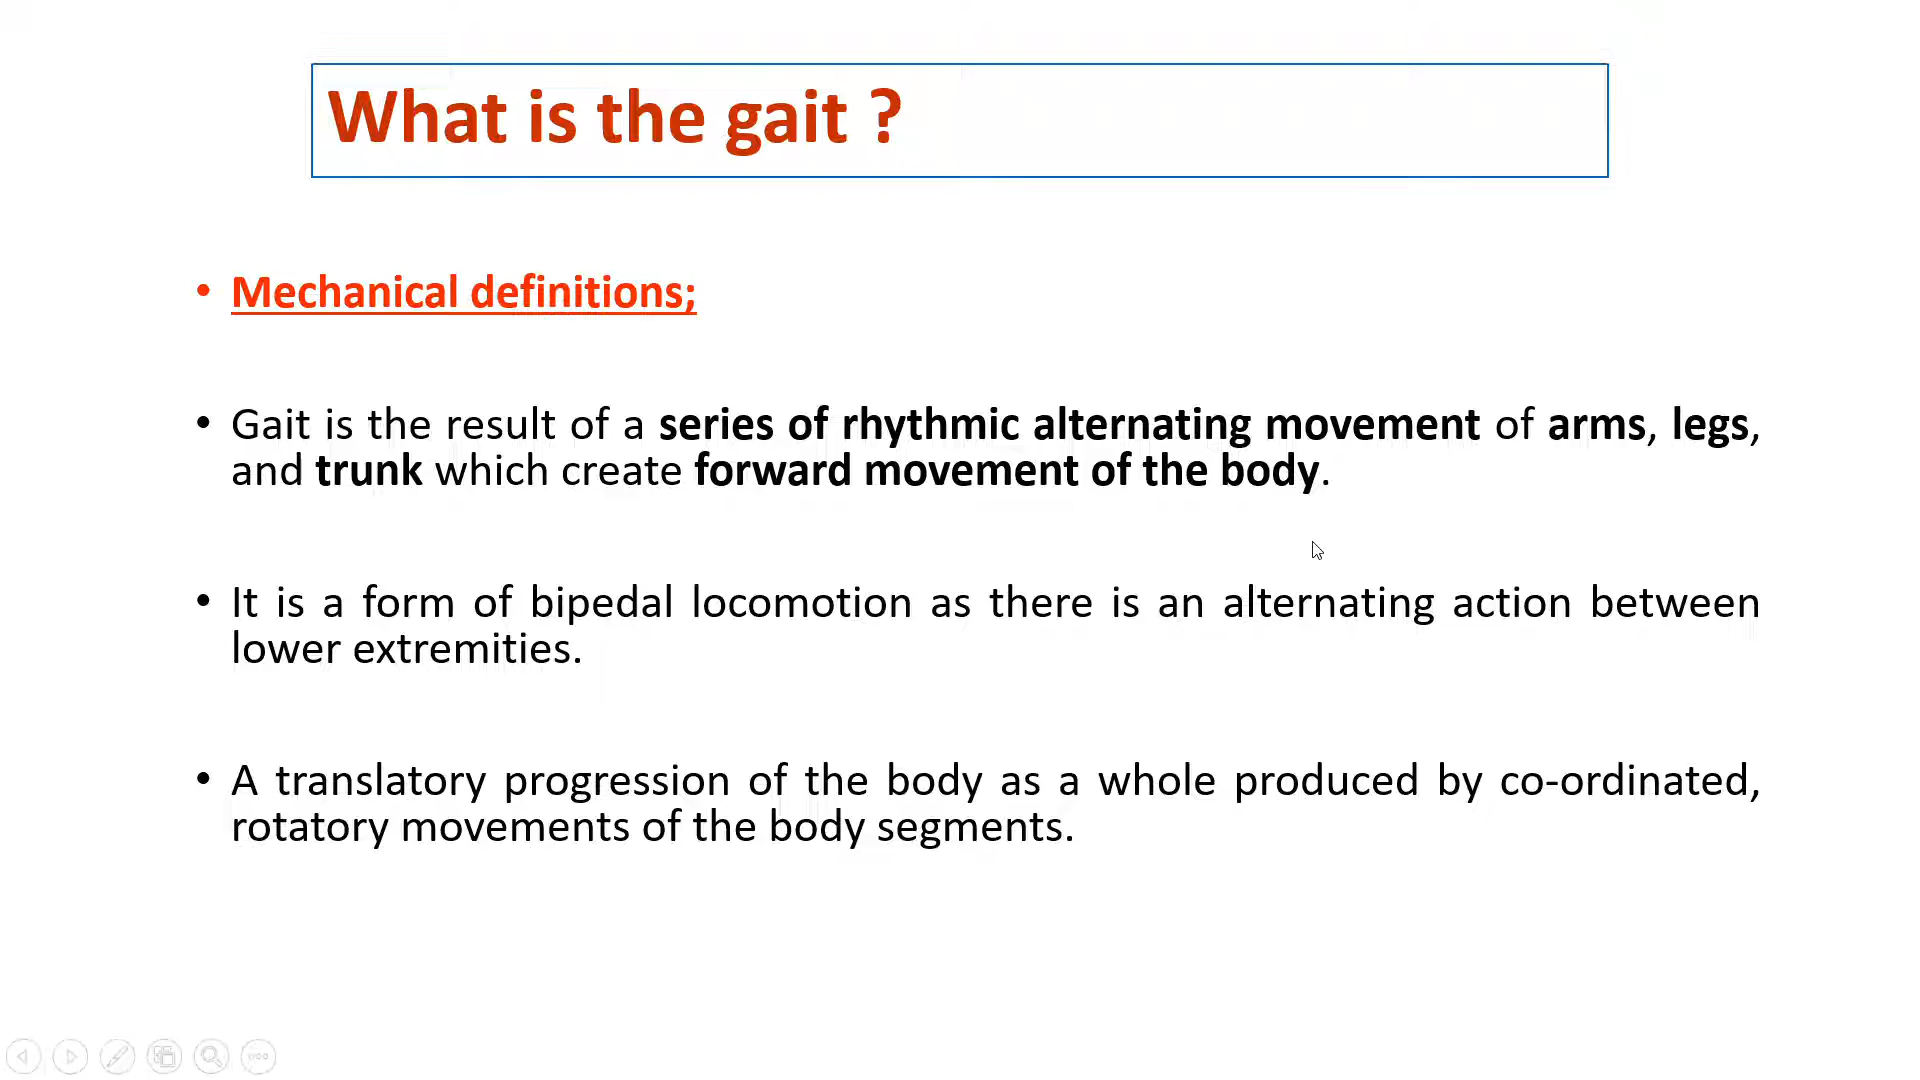 What is the gait ?
• Mechanical definitions;
• Gait is the result of a series of rhythmic alternating movement of arms, legs,
and trunk which create forward movement of the body.
• It is a form of bipedal locomotion as there is an alternating action between
lower extremities.
• A translatory progression of the body as a whole produced by co-ordinated,
rotatory movements of the body segments.